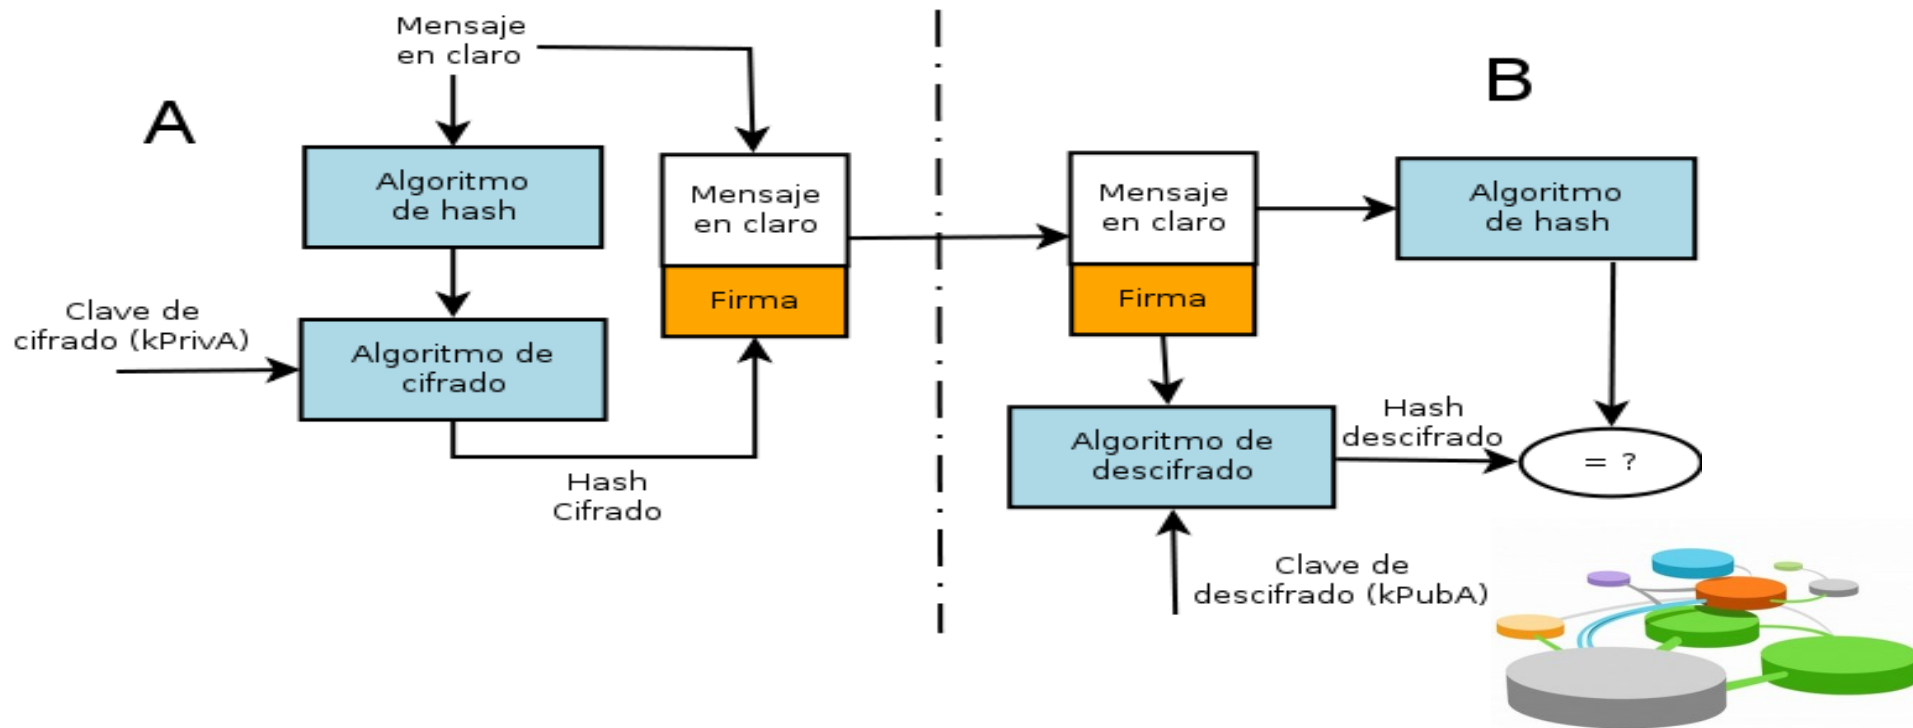 Mensaje
en claro
A
Algoritmo
de hash
Clave de
cifrado (kPrivA)
Algoritmo de
cifrado
Hash
Cifrado
Mensaje
en claro
Firma
B
Mensaje
en claro
Firma
Algoritmo
de hash
Algoritmo de
descifrado
Hash
descifrado
= ?
Clave de
descifrado (kPubA)